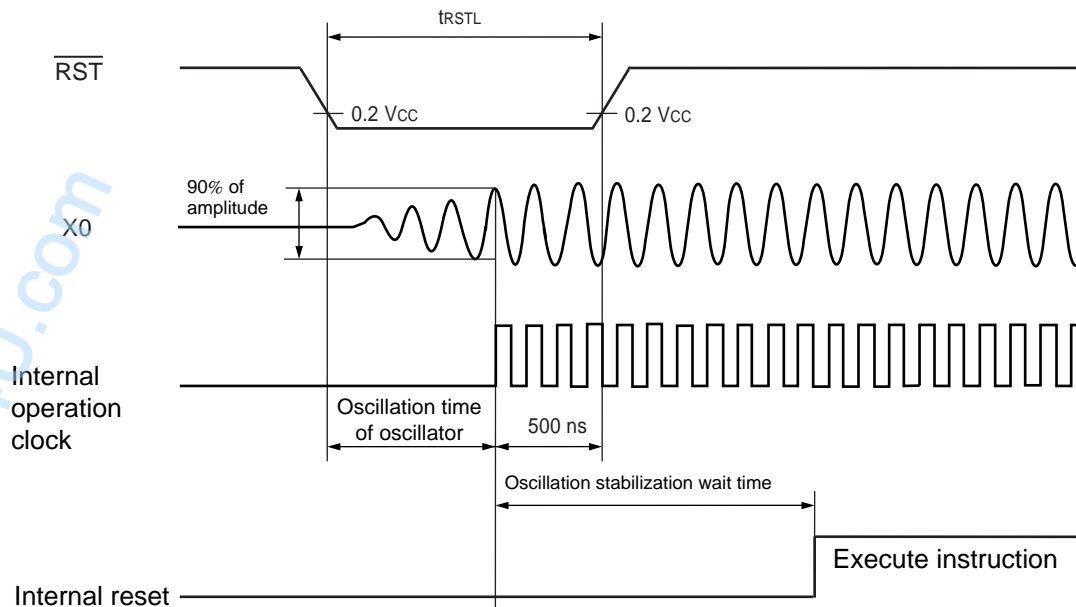 tRSTL
RST
0.2 VCC
0.2 VCC
90% of
amplitude
X0
Internal
operation
clock
Oscillation time
of oscillator
500 ns
Oscillation stabilization wait time
Execute instruction
Internal reset